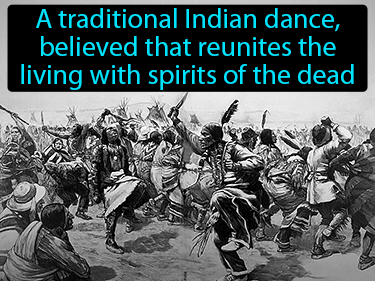 A traditional Indian dance,
believed that reunites the
living with spirits of the dead